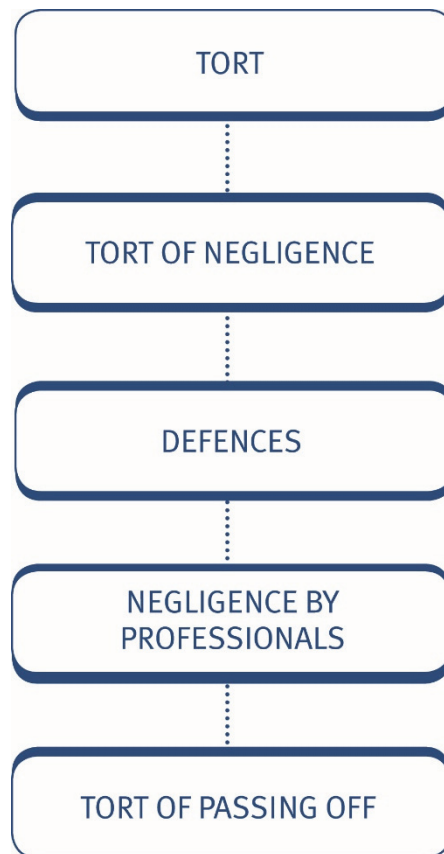 TORT
TORT OF NEGLIGENCE
DEFENCES
NEGLIGENCE BY
PROFESSIONALS
TORT OF PASSING OFF